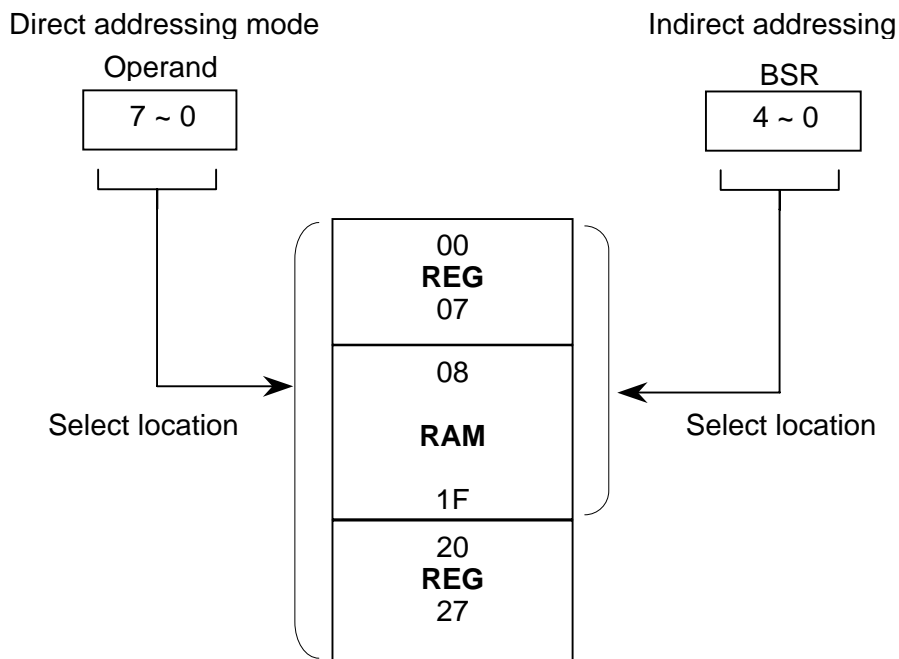 Direct addressing mode
Operand
7 ~ 0
Indirect addressing
BSR
4 ~ 0
00
REG
07
08
RAM
1F
20
REG
27
Select location
Select location